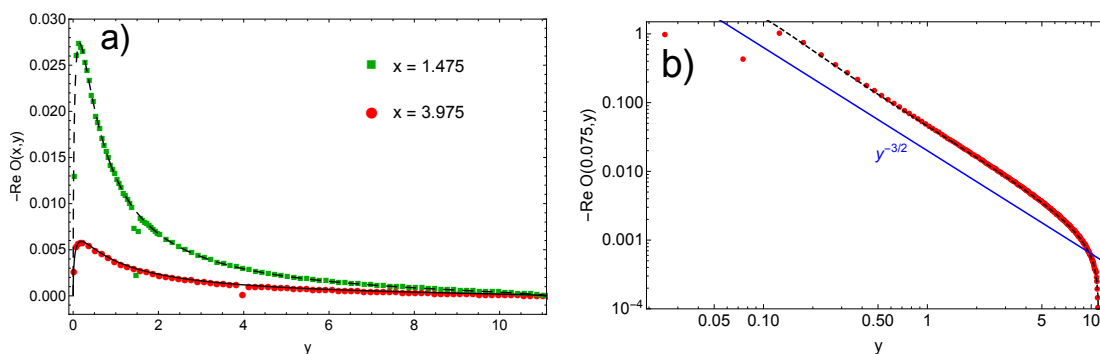 a)
0.030
0.025
0.020
0.015
0.010
0.005
0.000
−Re O(x,y)
x = 1.475
x = 3.975
0 2 4 6 8 10
y
b)
1
0.100
0.010
0.001
10⁻⁴
−Re O(0.075,y)
y^{−3/2}
0.05 0.10 0.50 1 5 10
y